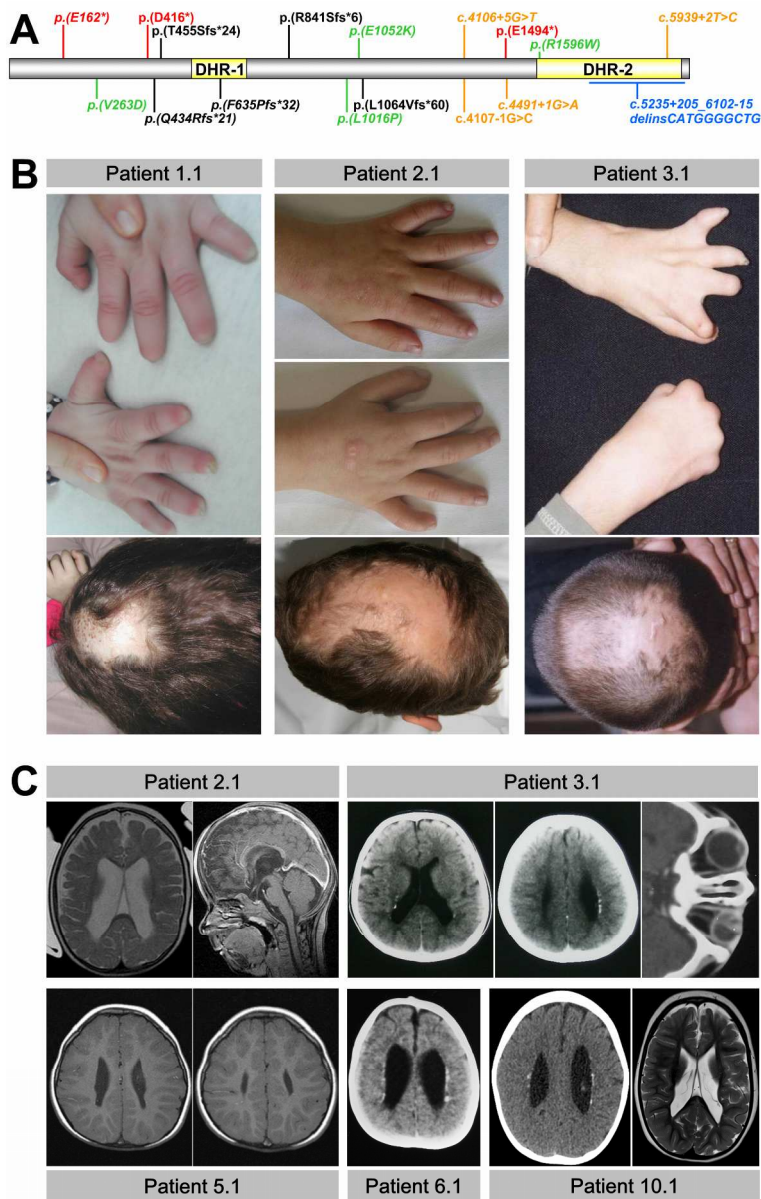 A
p.(E162*)
p.(D416*)
p.(T455Sfs*24)
p.(R841Sfs*6)
p.(E1052K)
c.4106+5G>T
p.(E1494*)
p.(R1596W)
c.5939+2T>C
DHR-1
DHR-2
p.(V263D)
p.(Q434Rfs*21)
p.(F635Pfs*32)
p.(L1016P)
p.(L1064Vfs*60)
c.4107-1G>C
c.4491+1G>A
c.5235+205_6102-15
delinsCATGGGGCTG
B
Patient 1.1
Patient 2.1
Patient 3.1
C
Patient 2.1
Patient 3.1
Patient 5.1
Patient 6.1
Patient 10.1